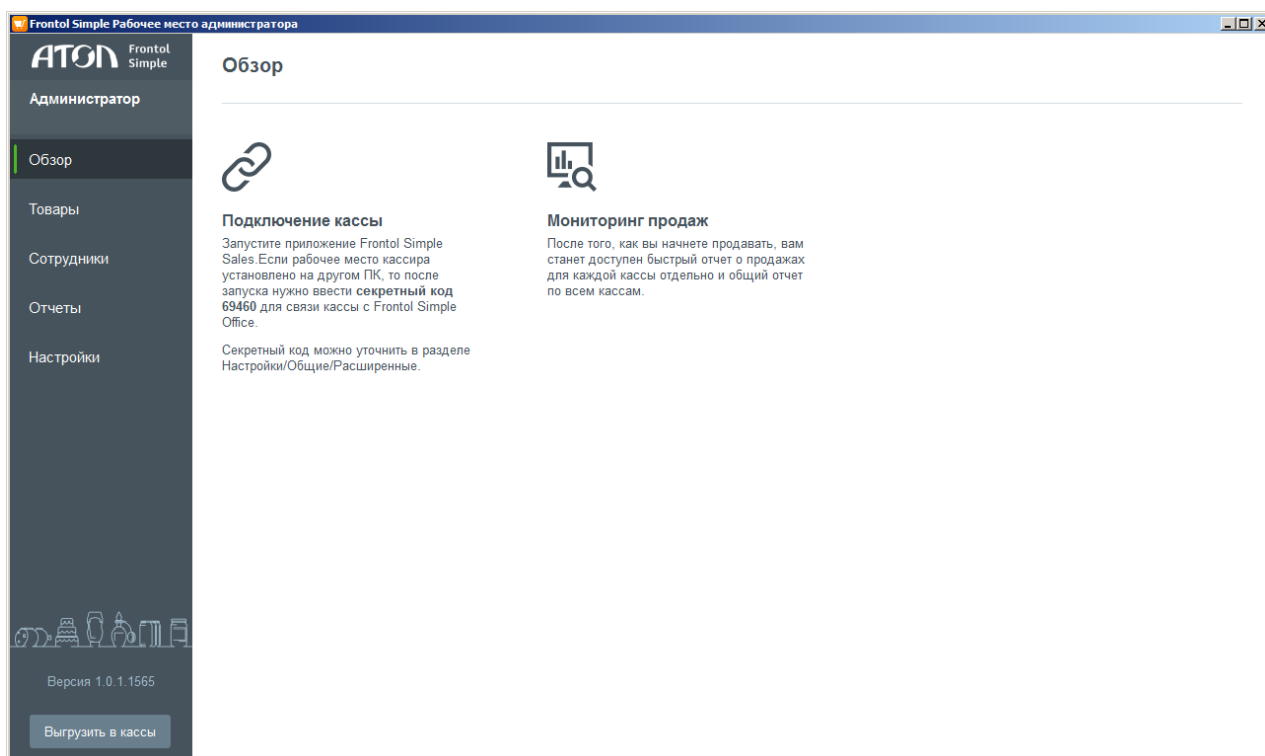 Frontol Simple Рабочее место администратора
АТОЛ Frontol Simple
Администратор
Обзор
Товары
Сотрудники
Отчеты
Настройки
Версия 1.0.1.1565
Выгрузить в кассы
Обзор
Подключение кассы
Запустите приложение Frontol Simple
Sales.Если рабочее место кассира
установлено на другом ПК, то после
запуска нужно ввести секретный код
69460 для связи кассы с Frontol Simple
Office.
Секретный код можно уточнить в разделе
Настройки/Общие/Расширенные.
Мониторинг продаж
После того, как вы начнете продавать, вам
станет доступен быстрый отчет о продажах
для каждой кассы отдельно и общий отчет
по всем кассам.